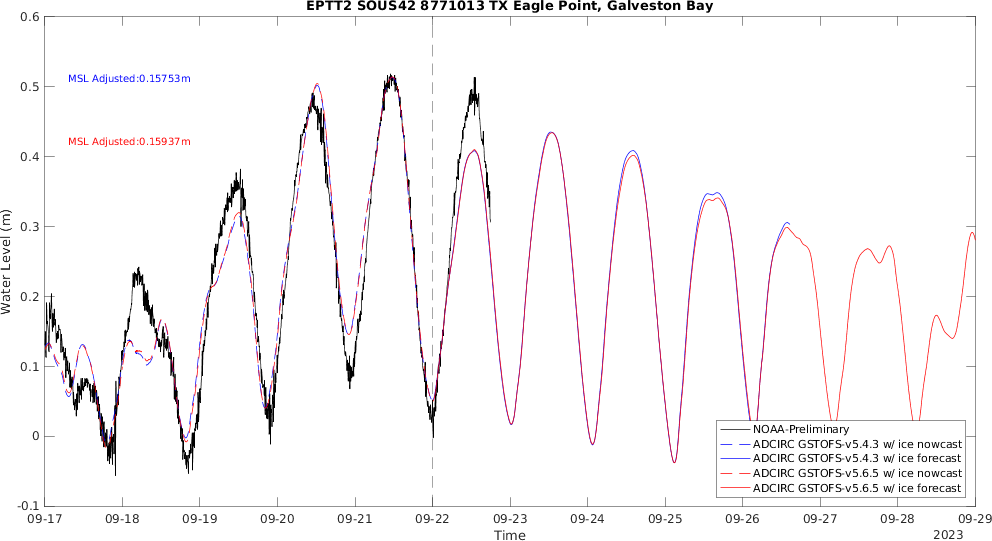 EPTT2 SOUS42 8771013 TX Eagle Point, Galveston Bay
0.6
0.5
0.4
0.3
0.2
0.1
0
-0.1
Water Level (m)
MSL Adjusted:0.15753m
MSL Adjusted:0.15937m
NOAA-Preliminary
ADCIRC GSTOFS-v5.4.3 w/ ice nowcast
ADCIRC GSTOFS-v5.4.3 w/ ice forecast
ADCIRC GSTOFS-v5.6.5 w/ ice nowcast
ADCIRC GSTOFS-v5.6.5 w/ ice forecast
09-17 09-18 09-19 09-20 09-21 09-22 09-23 09-24 09-25 09-26 09-27 09-28 09-29
Time
2023